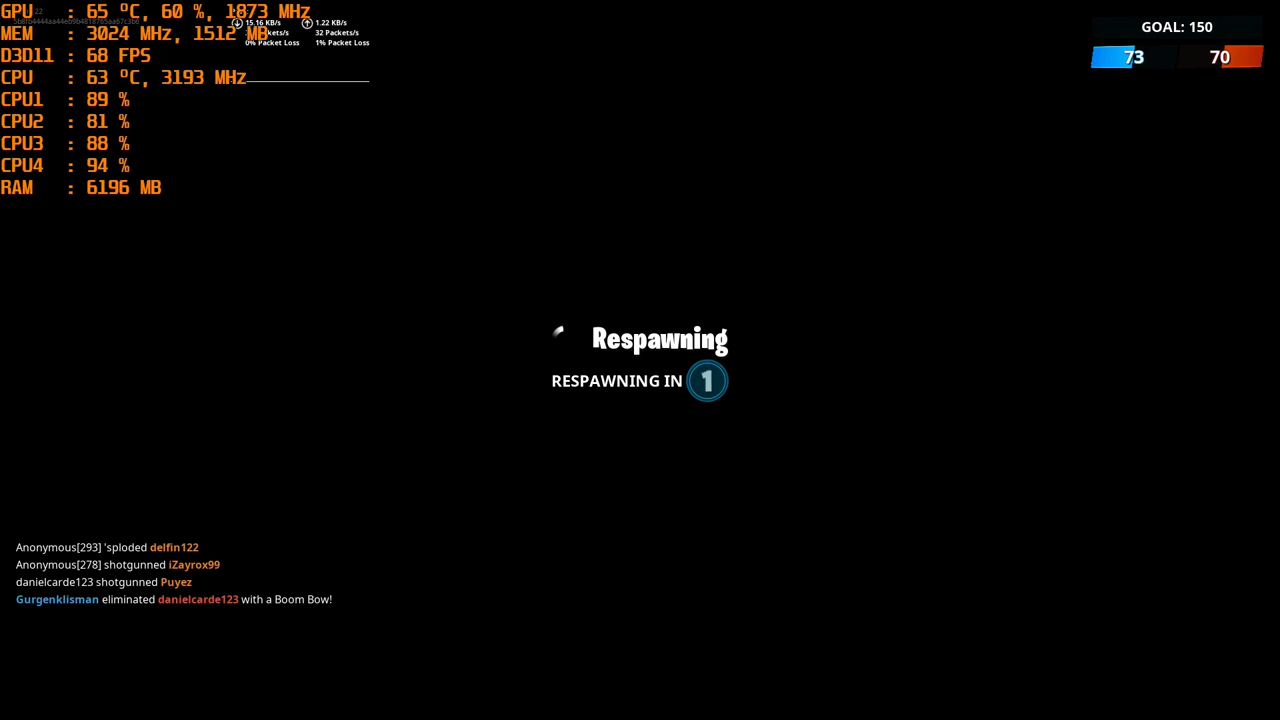 GPU : 65 ºC, 60 %, 1873 MHz
MEM : 3024 MHz, 1512 MB
D3D11 : 68 FPS
CPU : 63 ºC, 3193 MHz
CPU1 : 89 %
CPU2 : 81 %
CPU3 : 88 %
CPU4 : 94 %
RAM : 6196 MB
15.16 KB/s 1.22 KB/s
32 Packets/s
0% Packet Loss 1% Packet Loss
GOAL: 150
73 70
Respawning
RESPAWNING IN 1
Anonymous[293] 'sploded delfin122
Anonymous[278] shotgunned iZayrox99
danielcarde123 shotgunned Puyez
Gurgenklisman eliminated danielcarde123 with a Boom Bow!